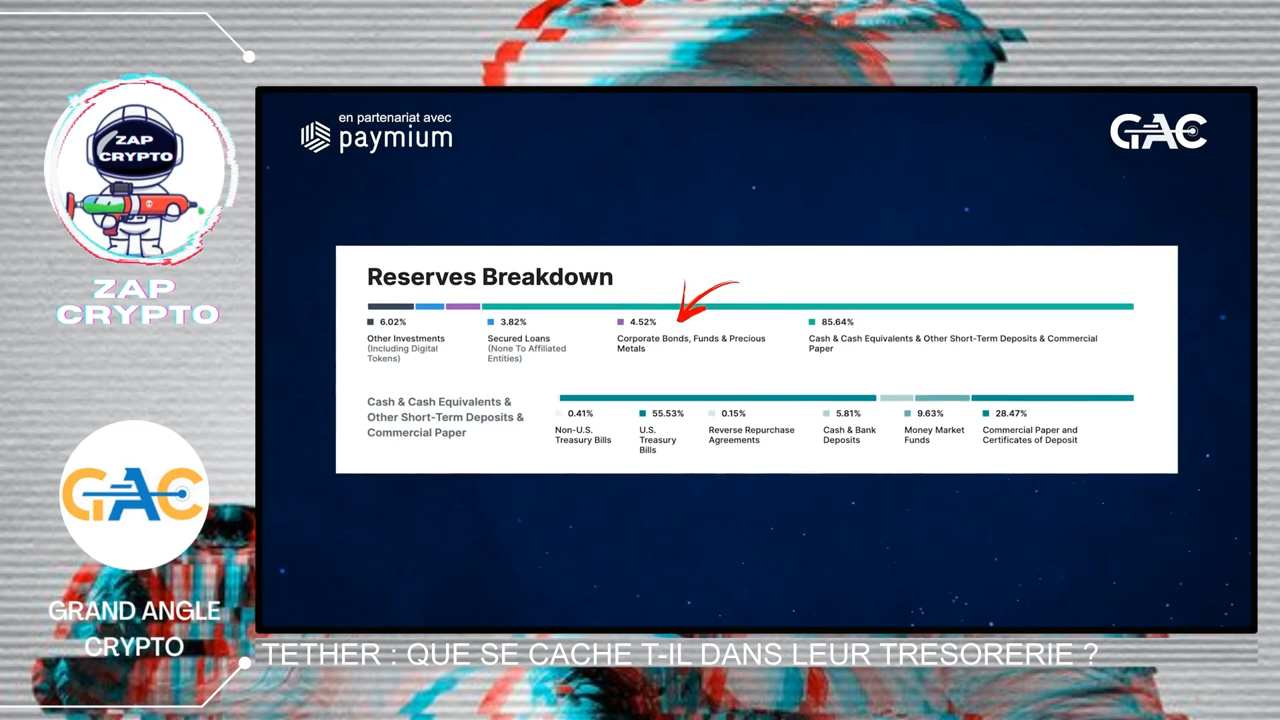 ZAP
CRYPTO
ZAP
CRYPTO
GAC
GRAND ANGLE
CRYPTO
en partenariat avec
paymium
GAC
Reserves Breakdown
6.02%
Other Investments
(Including Digital
Tokens)
3.82%
Secured Loans
(None To Affiliated
Entities)
4.52%
Corporate Bonds, Funds & Precious
Metals
85.64%
Cash & Cash Equivalents & Other Short-Term Deposits & Commercial
Paper
Cash & Cash Equivalents &
Other Short-Term Deposits &
Commercial Paper
0.41%
Non-U.S.
Treasury Bills
55.53%
U.S.
Treasury
Bills
0.15%
Reverse Repurchase
Agreements
5.81%
Cash & Bank
Deposits
9.63%
Money Market
Funds
28.47%
Commercial Paper and
Certificates of Deposit
TETHER : QUE SE CACHE T-IL DANS LEUR TRESORERIE ?